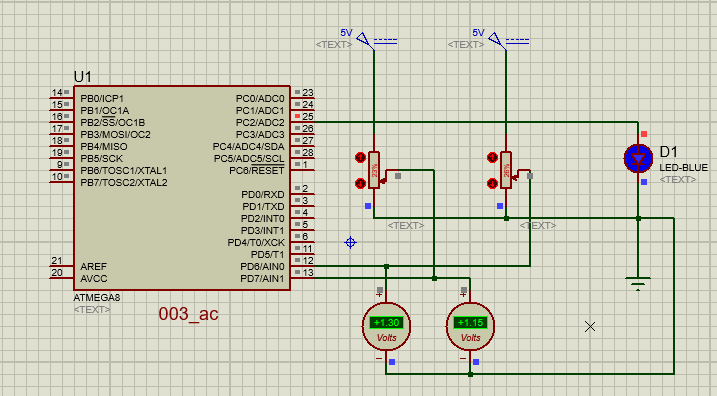 5V
<TEXT>
5V
<TEXT>
U1
14 PB0/ICP1 PC0/ADC0 23
15 PB1/OC1A PC1/ADC1 24
16 PB2/SS/OC1B PC2/ADC2 25
17 PB3/MOSI/OC2 PC3/ADC3 26
18 PB4/MISO PC4/ADC4/SDA 27
19 PB5/SCK PC5/ADC5/SCL 28
9 PB6/TOSC1/XTAL1 PC6/RESET 1
10 PB7/TOSC2/XTAL2
PD0/RXD 2
PD1/TXD 3
PD2/INT0 4
PD3/INT1 5
PD4/T0/XCK 6
PD5/T1 11
21 AREF PD6/AIN0 12
20 AVCC PD7/AIN1 13
ATMEGA8
<TEXT>
003_ac
23%
<TEXT>
26%
<TEXT>
D1
LED-BLUE
<TEXT>
+1.30
Volts
+1.15
Volts